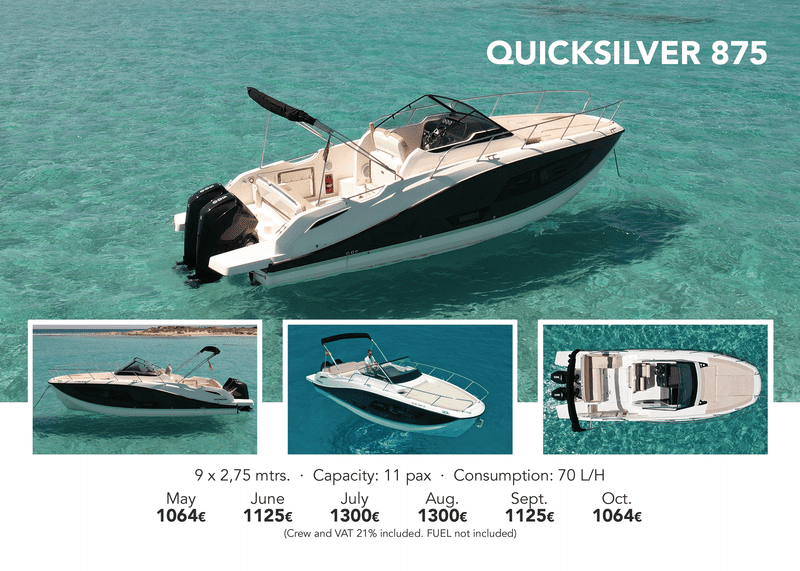 QUICKSILVER 875
9 x 2,75 mtrs. · Capacity: 11 pax · Consumption: 70 L/H
May June July Aug. Sept. Oct.
1064€ 1125€ 1300€ 1300€ 1125€ 1064€
(Crew and VAT 21% included. FUEL not included)